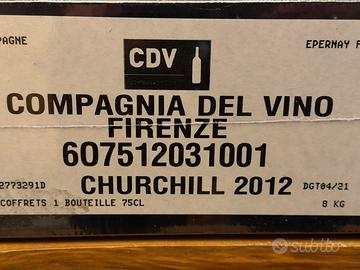 PAGNE
EPERNAY F
CDV
COMPAGNIA DEL VINO
FIRENZE
607512031001
2773291D
CHURCHILL 2012
DGT04/21
COFFRETS 1 BOUTEILLE 75CL
8 KG
subito